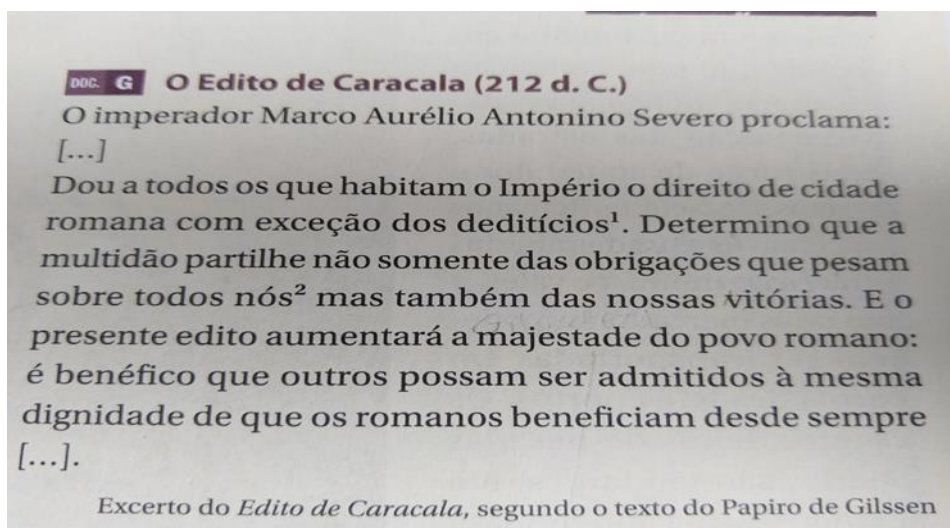 DOC. G O Edito de Caracala (212 d. C.)
O imperador Marco Aurélio Antonino Severo proclama:
[...]
Dou a todos os que habitam o Império o direito de cidade
romana com exceção dos deditícios¹. Determino que a
multidão partilhe não somente das obrigações que pesam
sobre todos nós² mas também das nossas vitórias. E o
presente edito aumentará a majestade do povo romano:
é benéfico que outros possam ser admitidos à mesma
dignidade de que os romanos beneficiam desde sempre
[...].
Excerto do Edito de Caracala, segundo o texto do Papiro de Gilssen